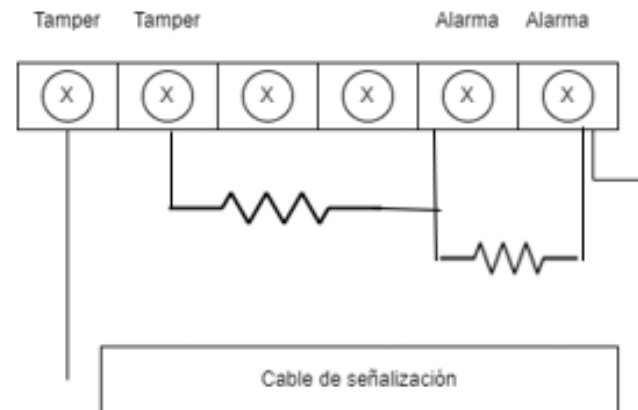 Tamper Tamper Alarma Alarma
X X X X X X
Cable de señalización